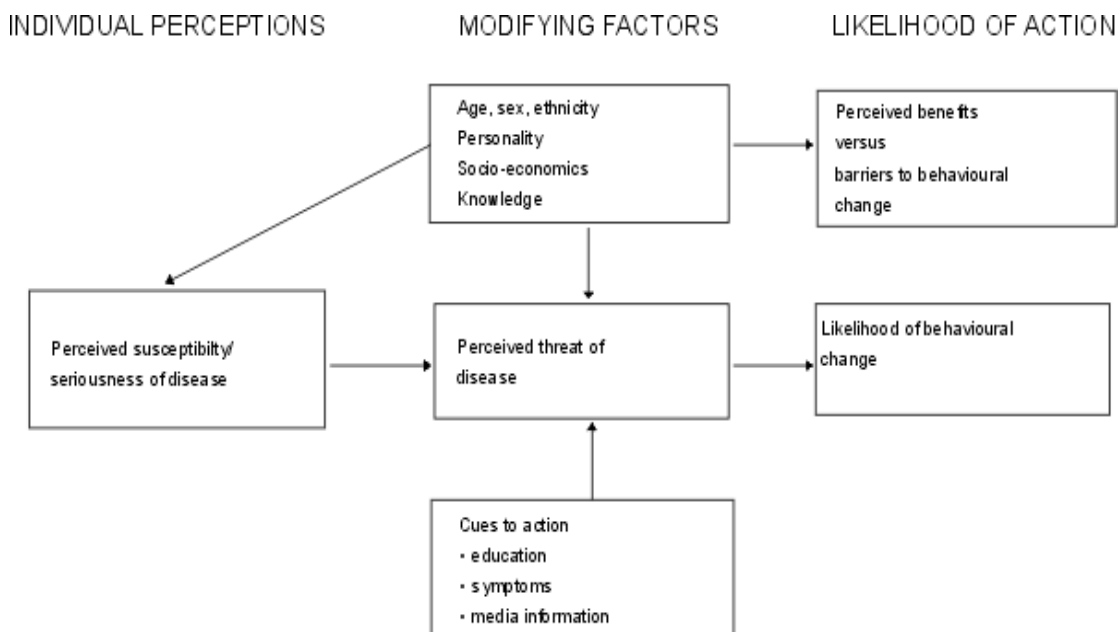 INDIVIDUAL PERCEPTIONS
MODIFYING FACTORS
LIKELIHOOD OF ACTION
Age, sex, ethnicity
Personality
Socio-economics
Knowledge
Perceived benefits
versus
barriers to behavioural
change
Perceived susceptibilty/
seriousness of disease
Perceived threat of
disease
Likelihood of behavioural
change
Cues to action
• education
• symptoms
• media information